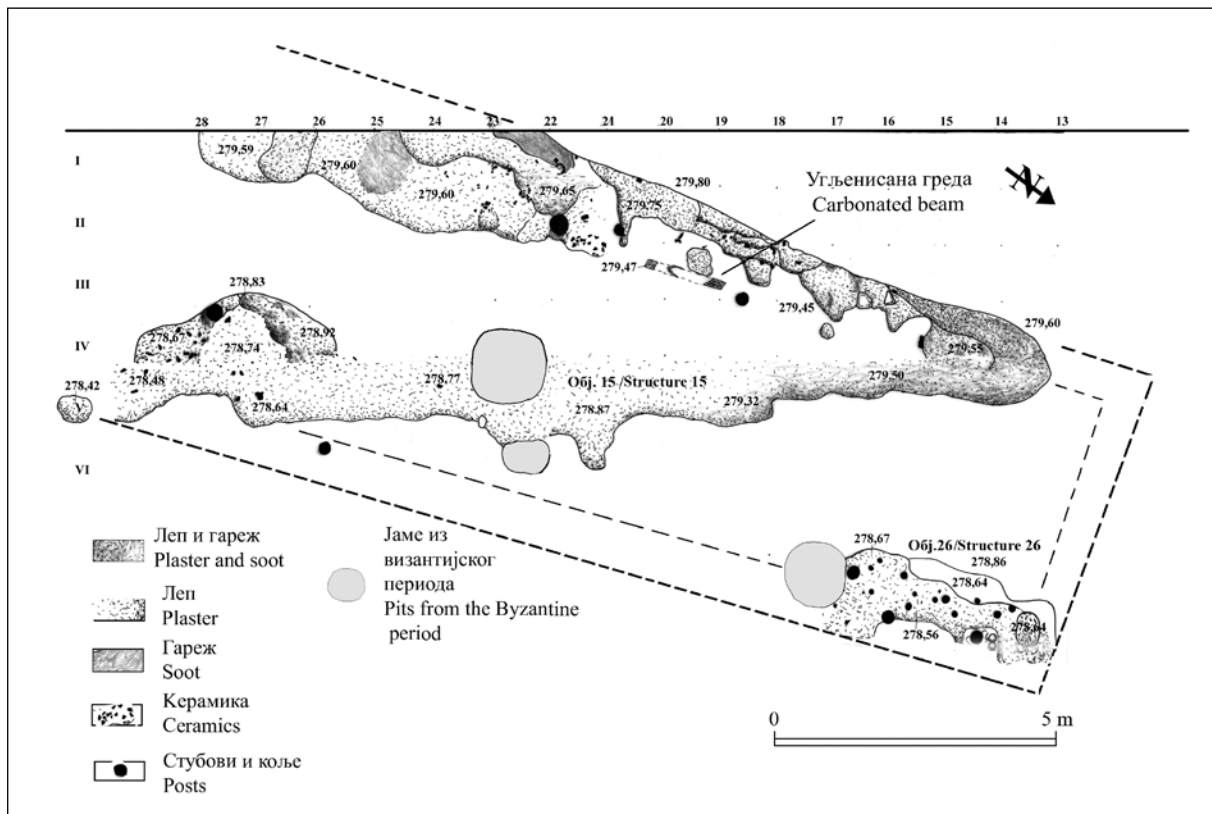 28 27 26 25 24 23 22 21 20 19 18 17 16 15 14 13
I
279,59
279,60
279,60
279,65
279,75
279,80
Угљенисана греда
Carbonated beam
N
II
279,47
III
278,83
279,45
279,60
278,67
278,92
IV
278,74
279,55
278,48
278,77
Обј. 15 /Structure 15
279,50
278,42
V
278,64
278,87
279,32
VI
Леп и гареж
Plaster and soot
Леп
Plaster
Гареж
Soot
Керамика
Ceramics
Стубови и коље
Posts
Јаме из
византијског
периода
Pits from the Byzantine
period
278,67
Обј.26/Structure 26
278,86
278,64
278,64
278,56
0 5 m